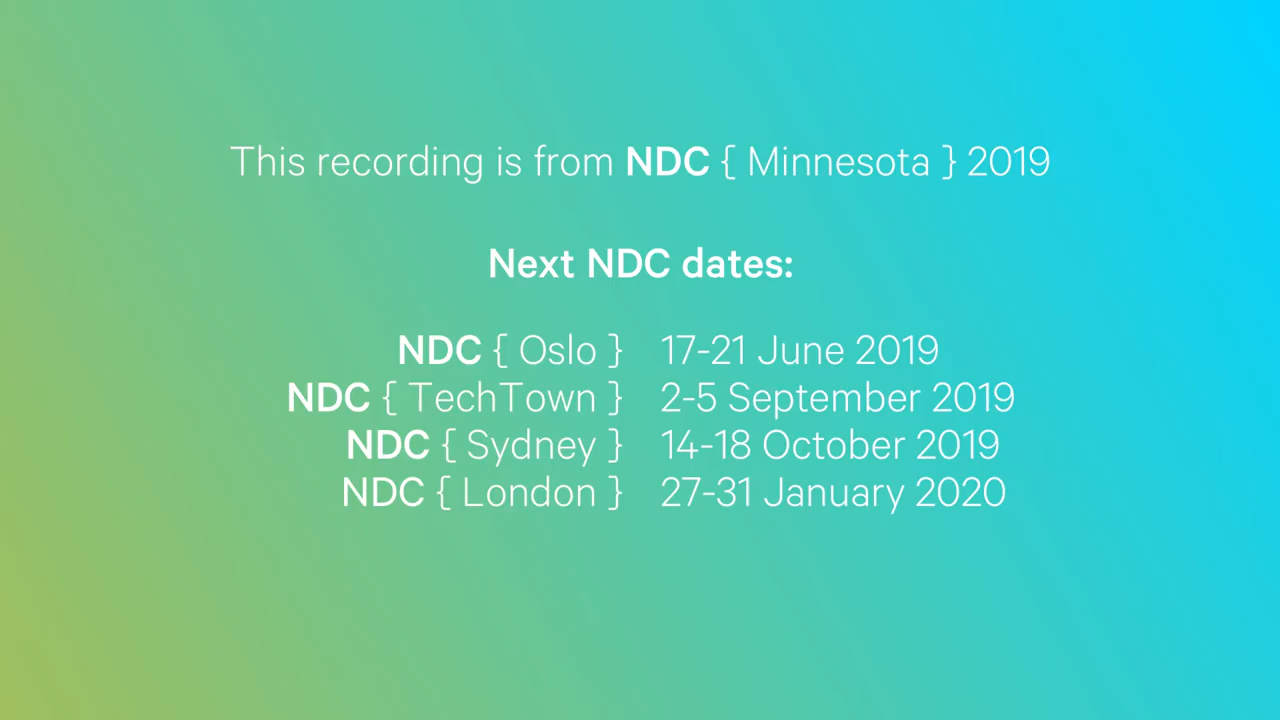 This recording is from NDC { Minnesota } 2019
Next NDC dates:
NDC { Oslo } 17-21 June 2019
NDC { TechTown } 2-5 September 2019
NDC { Sydney } 14-18 October 2019
NDC { London } 27-31 January 2020